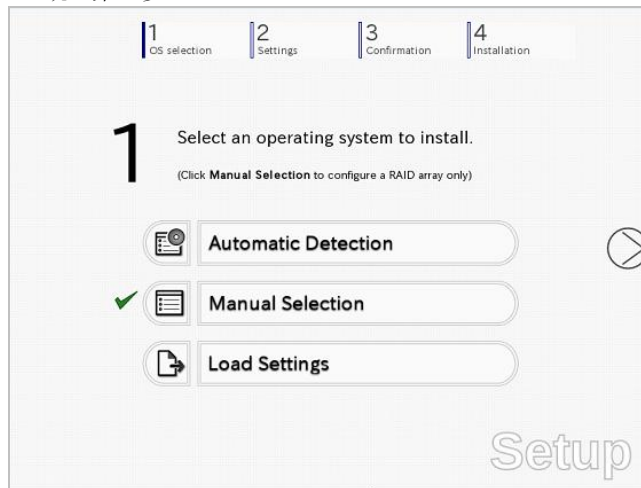 1
OS selection
2
Settings
3
Confirmation
4
Installation
1
Select an operating system to install.
(Click Manual Selection to configure a RAID array only)
Automatic Detection
Manual Selection
Load Settings
Setup